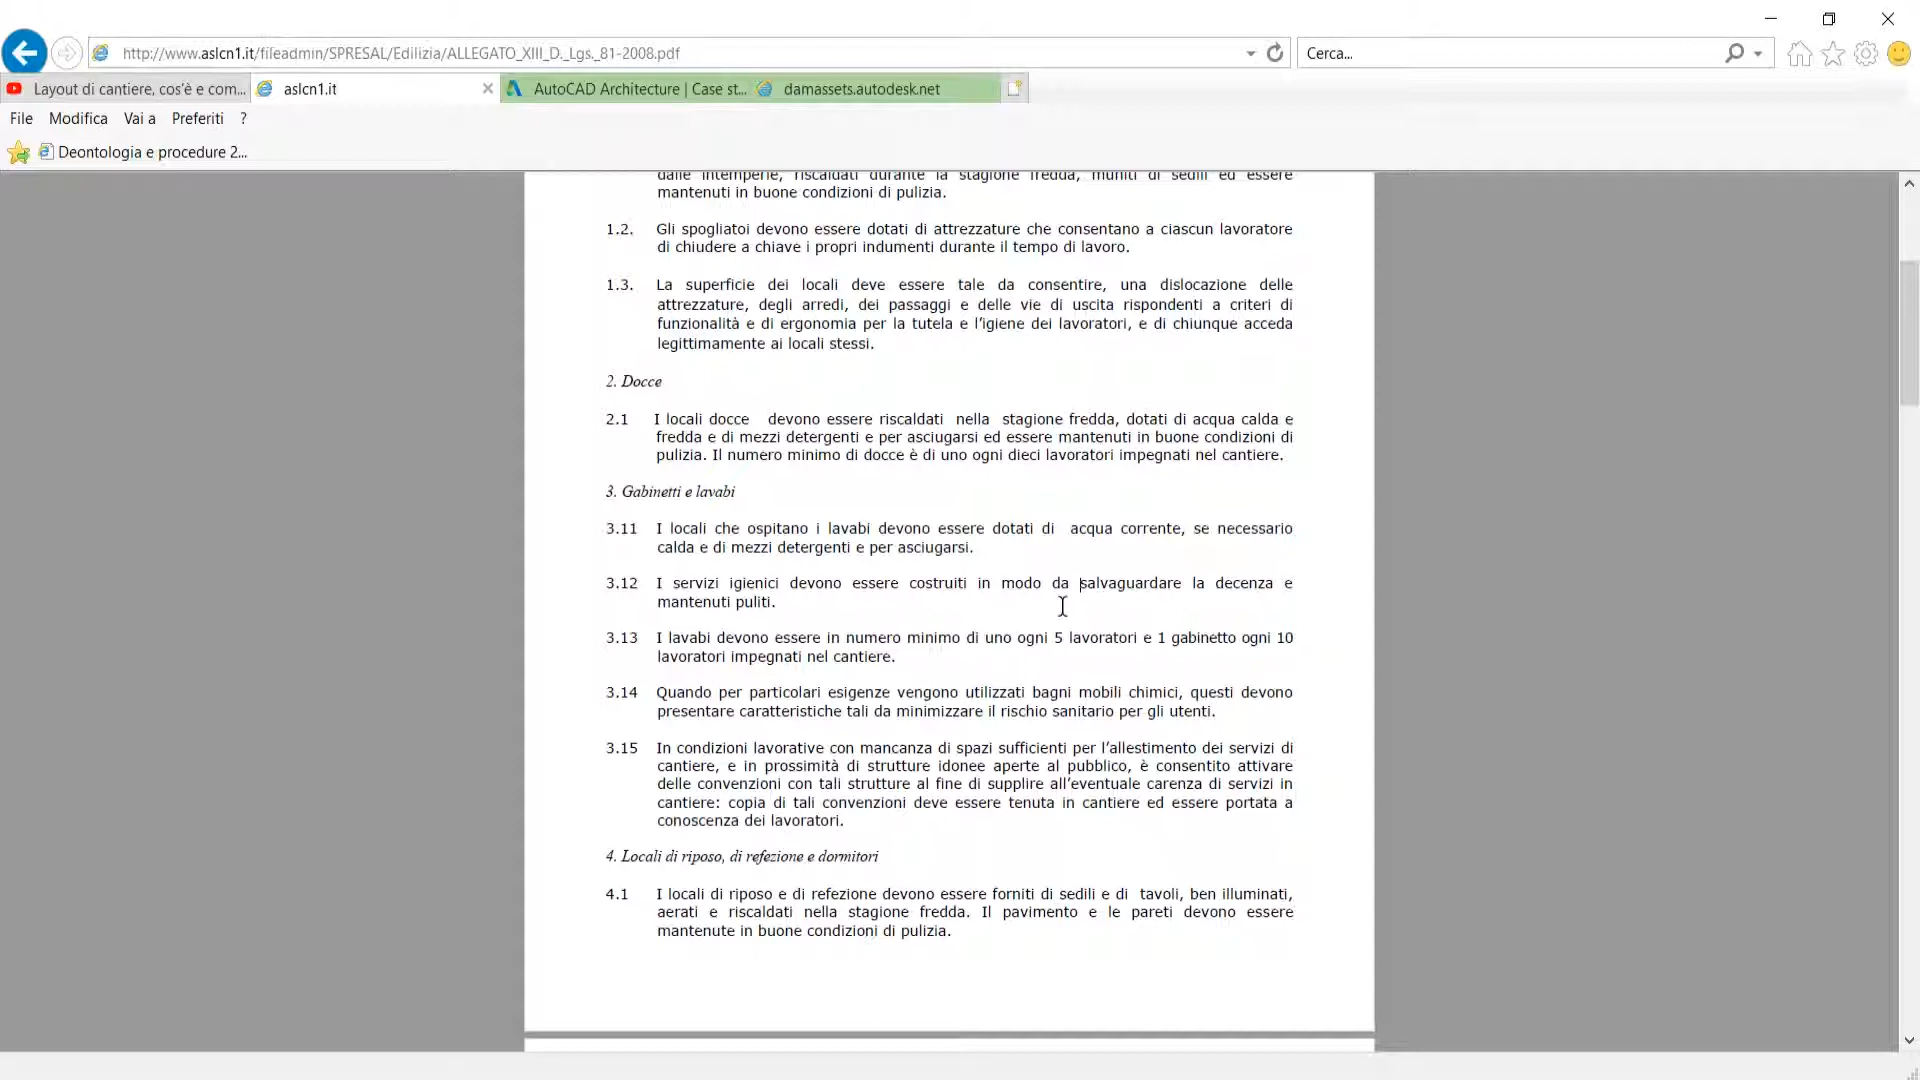 http://www.aslcn1.it/fileadmin/SPRESAL/Edilizia/ALLEGATO_XIII_D._Lgs._81-2008.pdf
Cerca...
Layout di cantiere, cos'è e com...
aslcn1.it
AutoCAD Architecture | Case st...
damassets.autodesk.net
File Modifica Vai a Preferiti ?
Deontologia e procedure 2...
dalle intemperie, riscaldati durante la stagione fredda, muniti di sedili ed essere
mantenuti in buone condizioni di pulizia.
1.2. Gli spogliatoi devono essere dotati di attrezzature che consentano a ciascun lavoratore
di chiudere a chiave i propri indumenti durante il tempo di lavoro.
1.3. La superficie dei locali deve essere tale da consentire, una dislocazione delle
attrezzature, degli arredi, dei passaggi e delle vie di uscita rispondenti a criteri di
funzionalità e di ergonomia per la tutela e l'igiene dei lavoratori, e di chiunque acceda
legittimamente ai locali stessi.
2. Docce
2.1 I locali docce devono essere riscaldati nella stagione fredda, dotati di acqua calda e
fredda e di mezzi detergenti e per asciugarsi ed essere mantenuti in buone condizioni di
pulizia. Il numero minimo di docce è di uno ogni dieci lavoratori impegnati nel cantiere.
3. Gabinetti e lavabi
3.11 I locali che ospitano i lavabi devono essere dotati di acqua corrente, se necessario
calda e di mezzi detergenti e per asciugarsi.
3.12 I servizi igienici devono essere costruiti in modo da salvaguardare la decenza e
mantenuti puliti.
3.13 I lavabi devono essere in numero minimo di uno ogni 5 lavoratori e 1 gabinetto ogni 10
lavoratori impegnati nel cantiere.
3.14 Quando per particolari esigenze vengono utilizzati bagni mobili chimici, questi devono
presentare caratteristiche tali da minimizzare il rischio sanitario per gli utenti.
3.15 In condizioni lavorative con mancanza di spazi sufficienti per l'allestimento dei servizi di
cantiere, e in prossimità di strutture idonee aperte al pubblico, è consentito attivare
delle convenzioni con tali strutture al fine di supplire all'eventuale carenza di servizi in
cantiere: copia di tali convenzioni deve essere tenuta in cantiere ed essere portata a
conoscenza dei lavoratori.
4. Locali di riposo, di refezione e dormitori
4.1 I locali di riposo e di refezione devono essere forniti di sedili e di tavoli, ben illuminati,
aerati e riscaldati nella stagione fredda. Il pavimento e le pareti devono essere
mantenute in buone condizioni di pulizia.